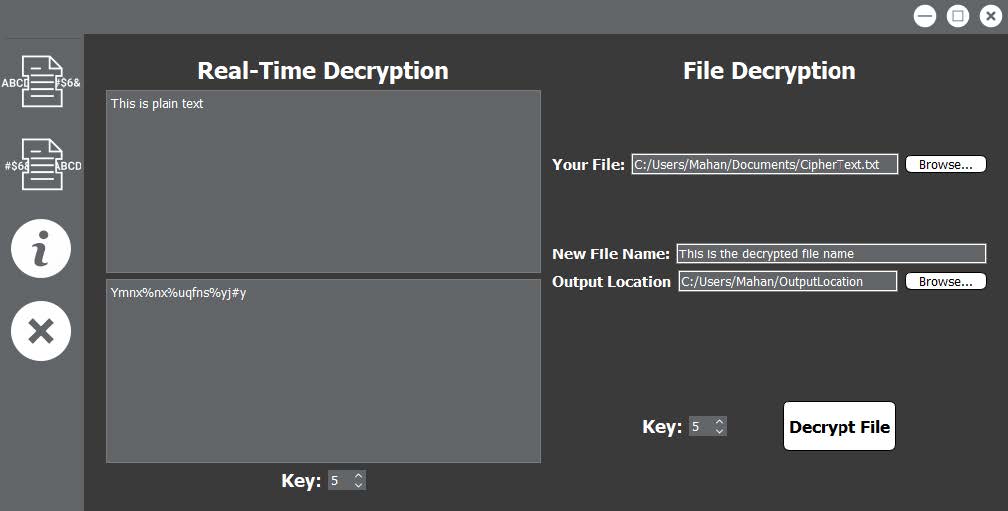 ABCD #$6&
#$6& ABCD
Real-Time Decryption
This is plain text
Ymnx%nx%uqfns%yj#y
Key: 5
File Decryption
Your File: C:/Users/Mahan/Documents/CipherText.txt Browse...
New FIle Name: This is the decrypted file name
Output Location C:/Users/Mahan/OutputLocation Browse...
Key: 5 Decrypt File